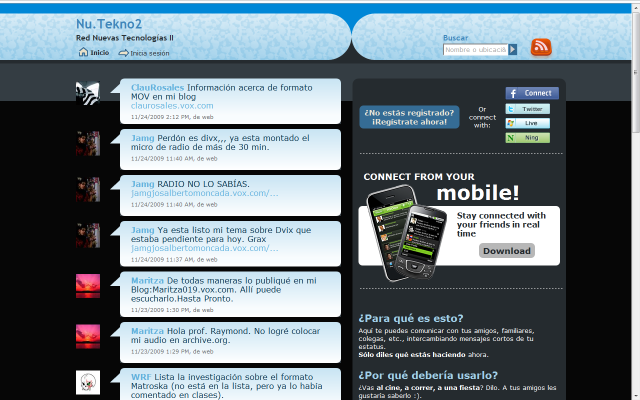 Nu.Tekno2
Red Nuevas Tecnologías II
Inicio
Inicia sesión
Buscar
Nombre o ubicació
ClauRosales Información acerca de formato
MOV en mi blog
claurosales.vox.com
11/24/2009 2:12 PM, de web
Jamg Perdón es divx,,, ya esta montado el
micro de radio de más de 30 min.
11/24/2009 11:40 AM, de web
Jamg RADIO NO LO SABÍAS.
jamgjosalbertomoncada.vox.com/...
11/24/2009 11:40 AM, de web
Jamg Ya esta listo mi tema sobre Dvix que
estaba pendiente para hoy. Grax
jamgjosalbertomoncada.vox.com/...
11/24/2009 11:37 AM, de web
Maritza De todas maneras lo publiqué en mi
Blog:Maritza019.vox.com. Allí puede
escucharlo.Hasta Pronto.
11/23/2009 1:30 PM, de web
Maritza Hola prof. Raymond. No logré colocar
mi audio en archive.org.
11/23/2009 1:29 PM, de web
WRF Lista la investigación sobre el formato
Matroska (no está en la lista, pero ya lo había
comentado en clases).
¿No estás registrado?
¡Regístrate ahora!
Or
connect
with:
Connect
Twitter
Live
Ning
CONNECT FROM YOUR
mobile!
Stay connected with
your friends in real
time
Download
¿Para qué es esto?
Aquí te puedes comunicar con tus amigos, familiares,
colegas, etc., intercambiando mensajes cortos de tu
estatus.
Sólo diles qué estás haciendo ahora.
¿Por qué debería usarlo?
¿Vas al cine, a correr, a una fiesta? Dilo. A tus amigos les
gustaría saberlo :).